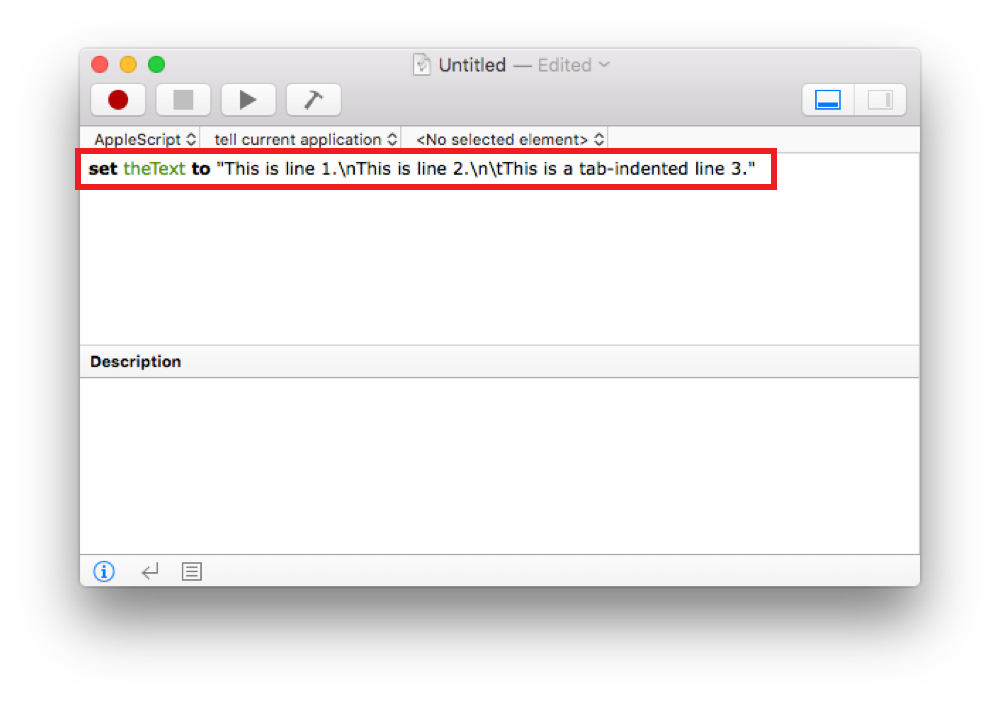 Untitled — Edited
AppleScript tell current application <No selected element>
set theText to "This is line 1.\nThis is line 2.\n\tThis is a tab-indented line 3."
Description